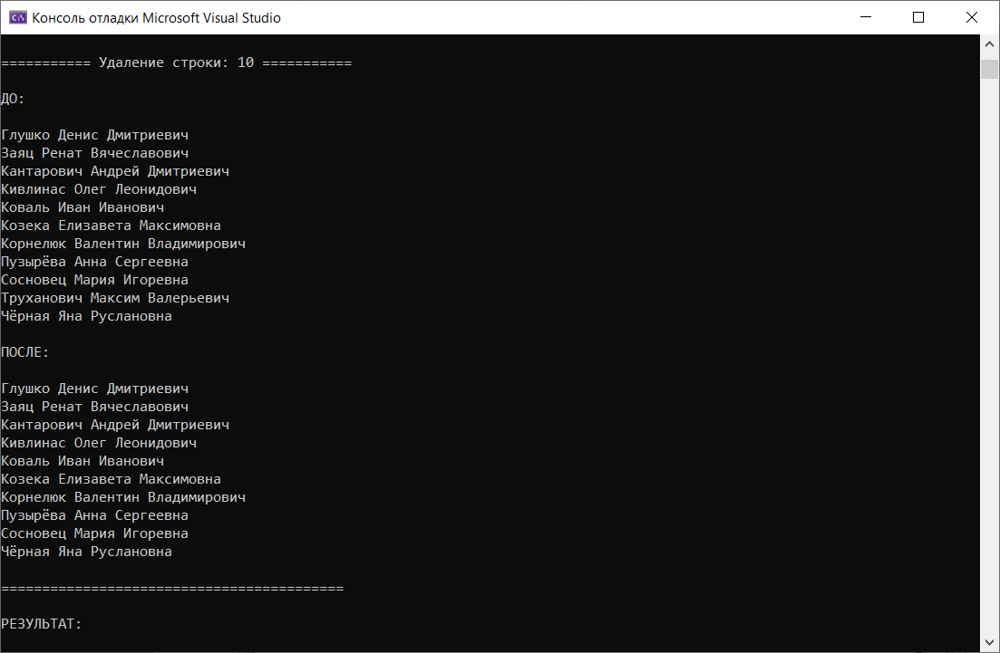 Консоль отладки Microsoft Visual Studio
=========== Удаление строки: 10 ===========
ДО:
Глушко Денис Дмитриевич
Заяц Ренат Вячеславович
Кантарович Андрей Дмитриевич
Кивлинас Олег Леонидович
Коваль Иван Иванович
Козека Елизавета Максимовна
Корнелюк Валентин Владимирович
Пузырёва Анна Сергеевна
Сосновец Мария Игоревна
Труханович Максим Валерьевич
Чёрная Яна Руслановна
ПОСЛЕ:
Глушко Денис Дмитриевич
Заяц Ренат Вячеславович
Кантарович Андрей Дмитриевич
Кивлинас Олег Леонидович
Коваль Иван Иванович
Козека Елизавета Максимовна
Корнелюк Валентин Владимирович
Пузырёва Анна Сергеевна
Сосновец Мария Игоревна
Чёрная Яна Руслановна
==========================================
РЕЗУЛЬТАТ: